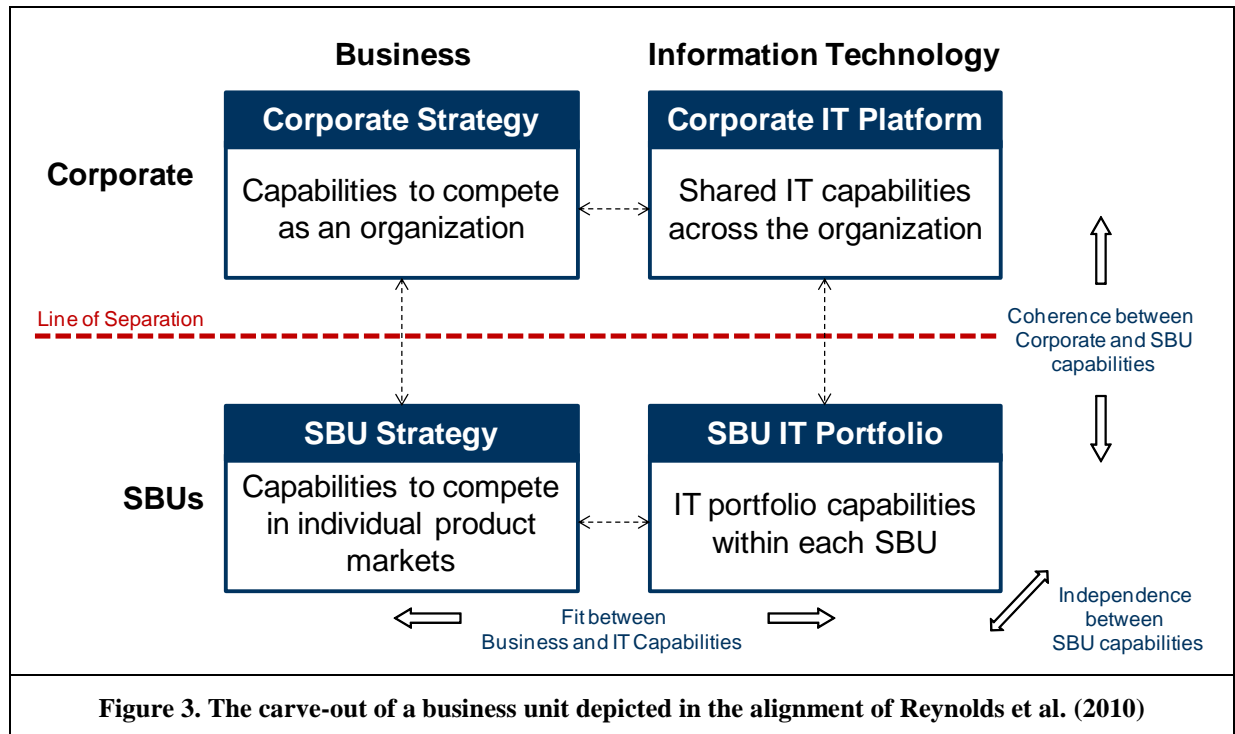 Business
Information Technology
Corporate
Corporate Strategy
Capabilities to compete
as an organization
Corporate IT Platform
Shared IT capabilities
across the organization
Line of Separation
Coherence between
Corporate and SBU
capabilities
SBUs
SBU Strategy
Capabilities to compete
in individual product
markets
SBU IT Portfolio
IT portfolio capabilities
within each SBU
Fit between
Business and IT Capabilities
Independence
between
SBU capabilities
Figure 3. The carve-out of a business unit depicted in the alignment of Reynolds et al. (2010)